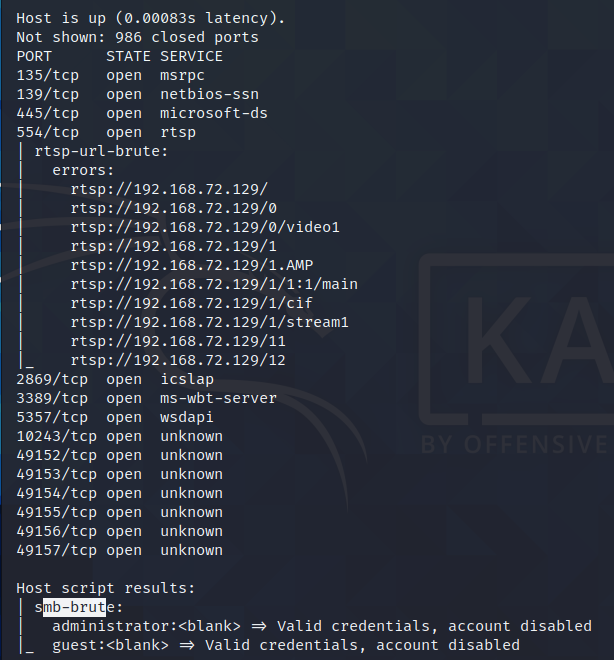 Host is up (0.00083s latency).
Not shown: 986 closed ports
PORT      STATE SERVICE
135/tcp   open  msrpc
139/tcp   open  netbios-ssn
445/tcp   open  microsoft-ds
554/tcp   open  rtsp
| rtsp-url-brute:
|   errors:
|     rtsp://192.168.72.129/
|     rtsp://192.168.72.129/0
|     rtsp://192.168.72.129/0/video1
|     rtsp://192.168.72.129/1
|     rtsp://192.168.72.129/1.AMP
|     rtsp://192.168.72.129/1/1:1/main
|     rtsp://192.168.72.129/1/cif
|     rtsp://192.168.72.129/1/stream1
|     rtsp://192.168.72.129/11
|_    rtsp://192.168.72.129/12
2869/tcp  open  icslap
3389/tcp  open  ms-wbt-server
5357/tcp  open  wsdapi
10243/tcp open  unknown
49152/tcp open  unknown
49153/tcp open  unknown
49154/tcp open  unknown
49155/tcp open  unknown
49156/tcp open  unknown
49157/tcp open  unknown
Host script results:
| smb-brute:
|   administrator:<blank> => Valid credentials, account disabled
|_  guest:<blank> => Valid credentials, account disabled
KA
BY OFFENSIVE